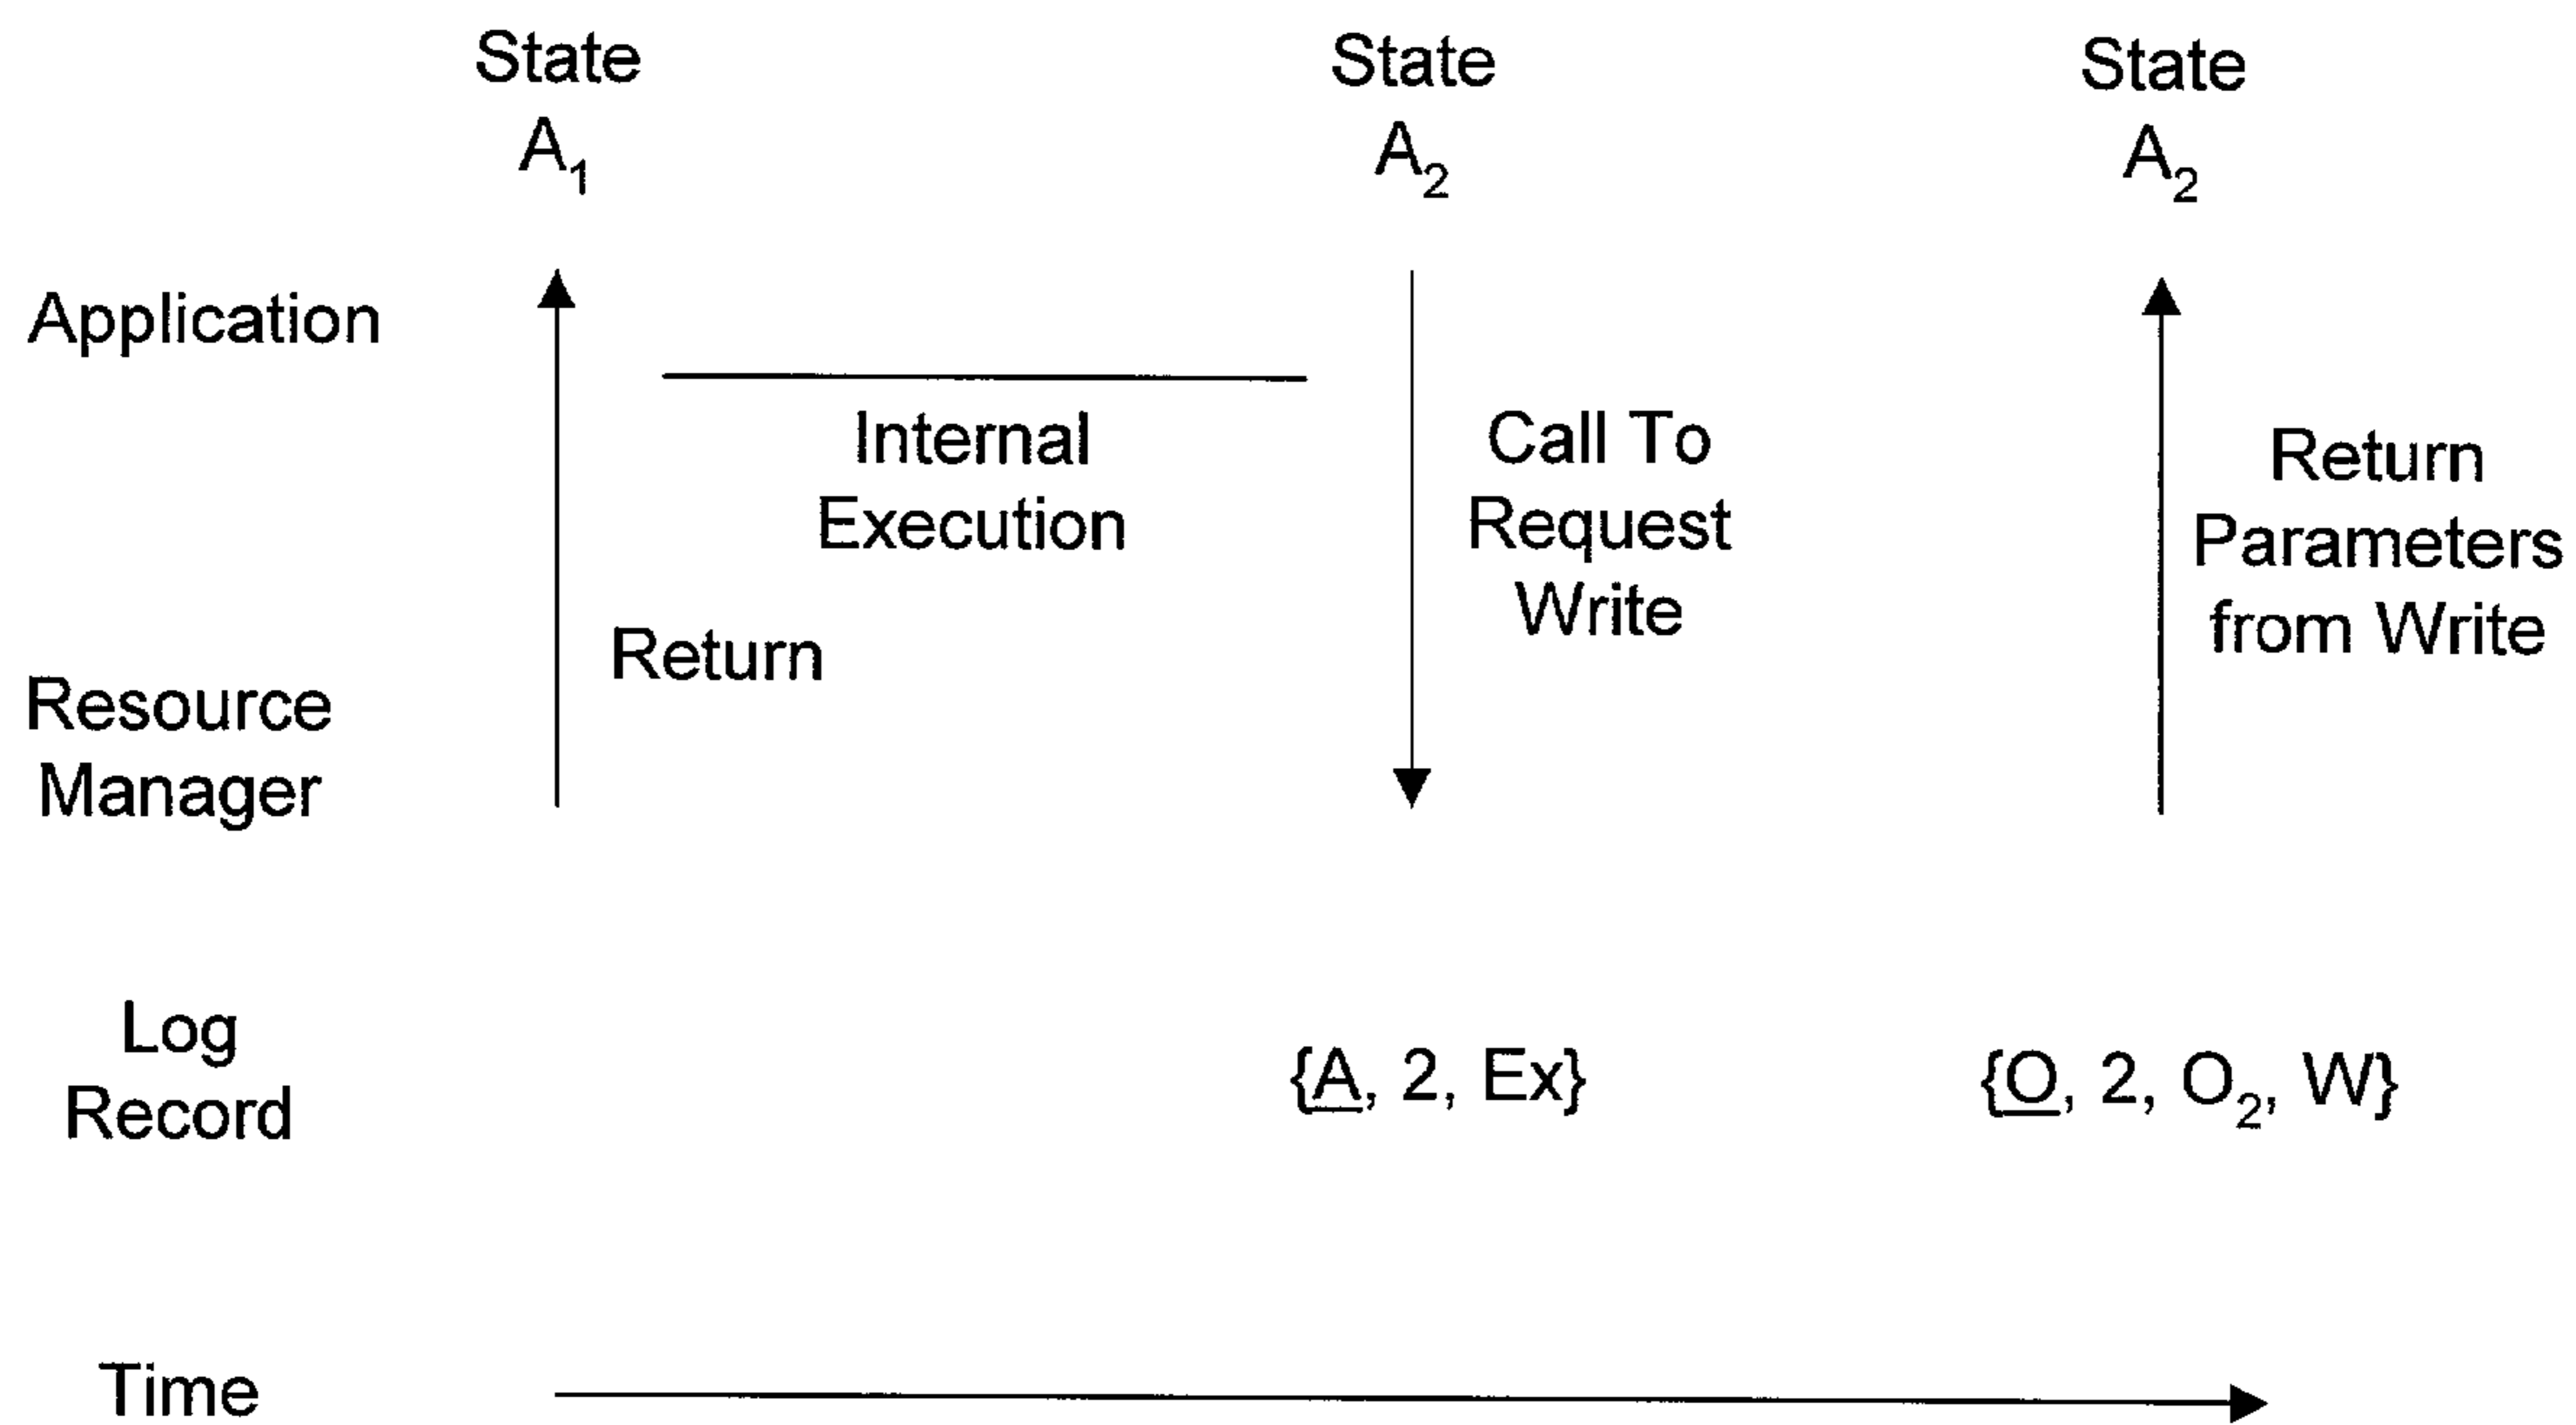 State
A₁
State
A₂
State
A₂
Application
Internal
Execution
Call To
Request
Write
Return
Parameters
from Write
Return
Resource
Manager
Log
Record
{A, 2, Ex}
{O, 2, O₂, W}
Time